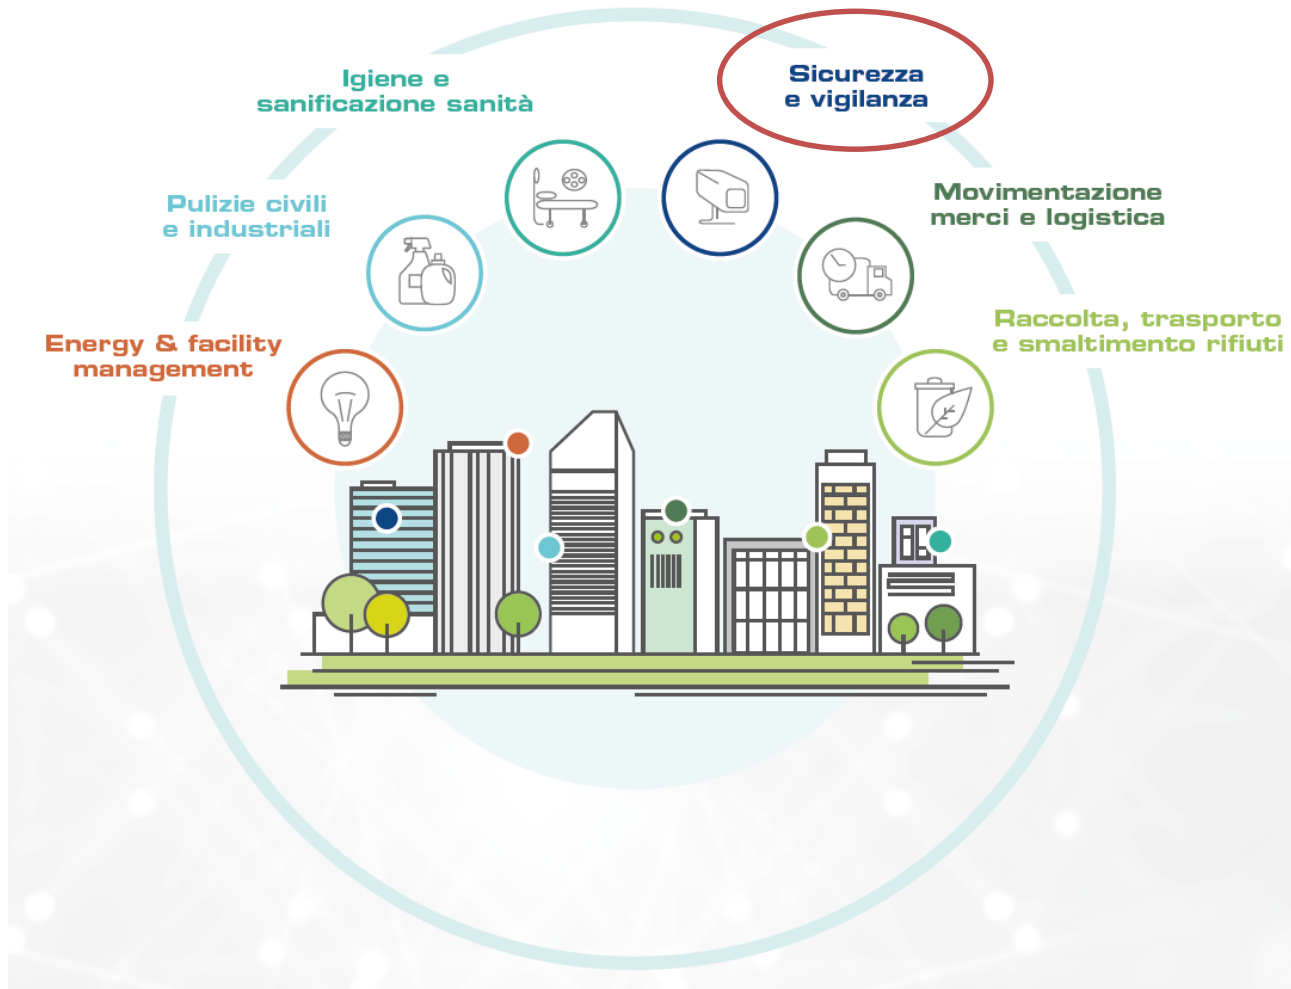 Igiene e
sanificazione sanità
Sicurezza
e vigilanza
Pulizie civili
e industriali
Movimentazione
merci e logistica
Energy & facility
management
Raccolta, trasporto
e smaltimento rifiuti